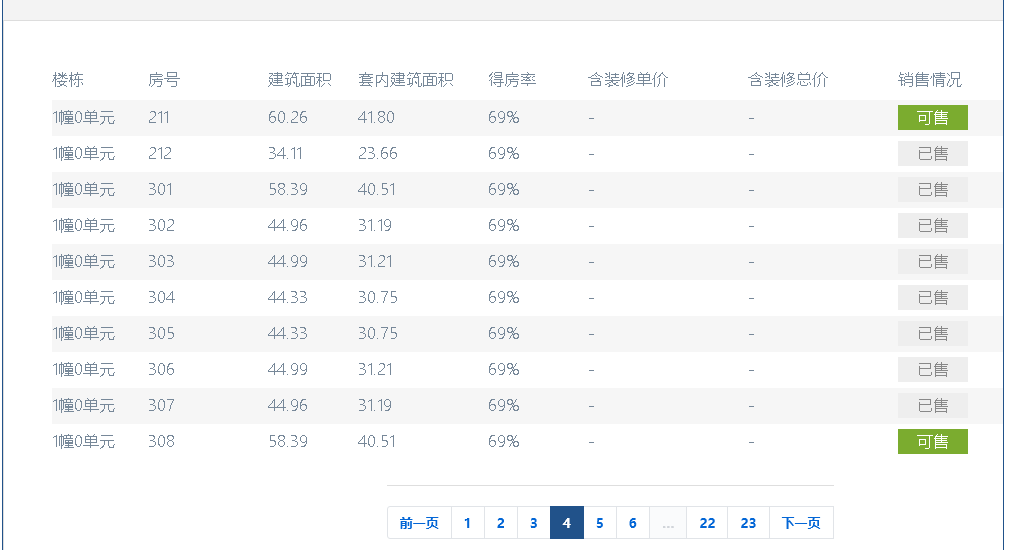 楼栋 房号 建筑面积 套内建筑面积 得房率 含装修单价 含装修总价 销售情况
1幢0单元 211 60.26 41.80 69% - - 可售
1幢0单元 212 34.11 23.66 69% - - 已售
1幢0单元 301 58.39 40.51 69% - - 已售
1幢0单元 302 44.96 31.19 69% - - 已售
1幢0单元 303 44.99 31.21 69% - - 已售
1幢0单元 304 44.33 30.75 69% - - 已售
1幢0单元 305 44.33 30.75 69% - - 已售
1幢0单元 306 44.99 31.21 69% - - 已售
1幢0单元 307 44.96 31.19 69% - - 已售
1幢0单元 308 58.39 40.51 69% - - 可售
前一页 1 2 3 4 5 6 ... 22 23 下一页